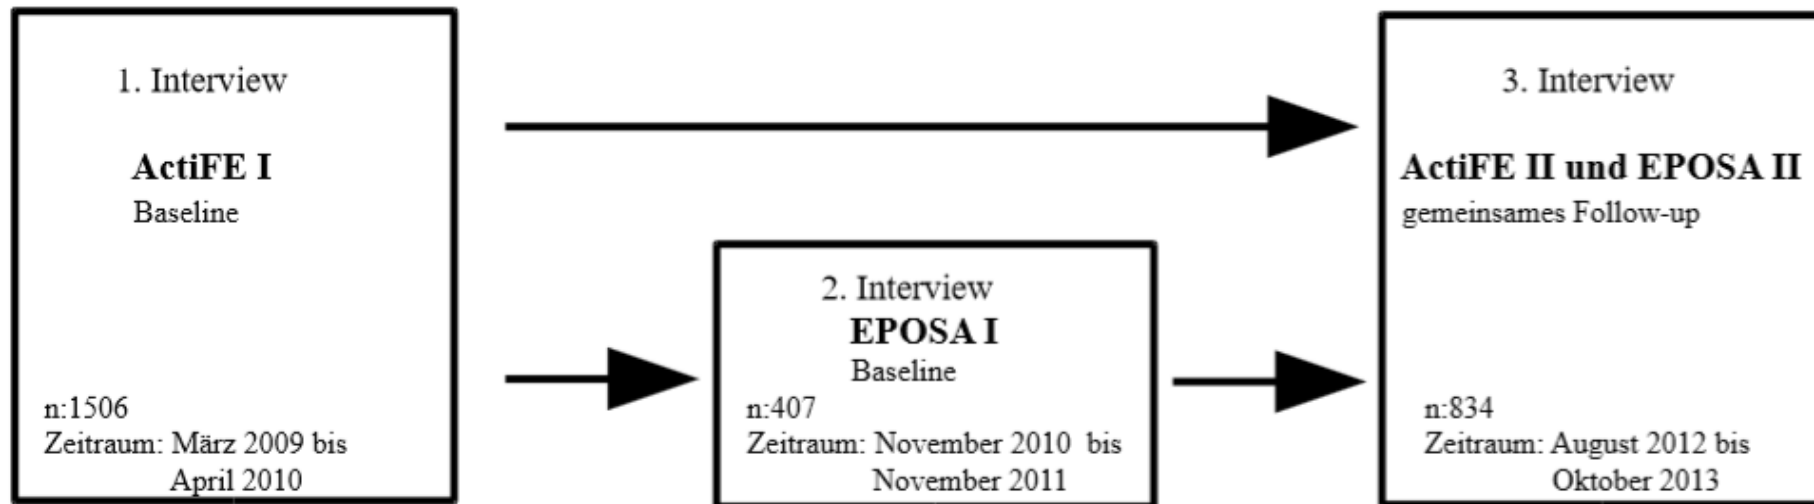 1. Interview
ActiFE I
Baseline
n:1506
Zeitraum: März 2009 bis
April 2010
2. Interview
EPOSA I
Baseline
n:407
Zeitraum: November 2010 bis
November 2011
3. Interview
ActiFE II und EPOSA II
gemeinsames Follow-up
n:834
Zeitraum: August 2012 bis
Oktober 2013